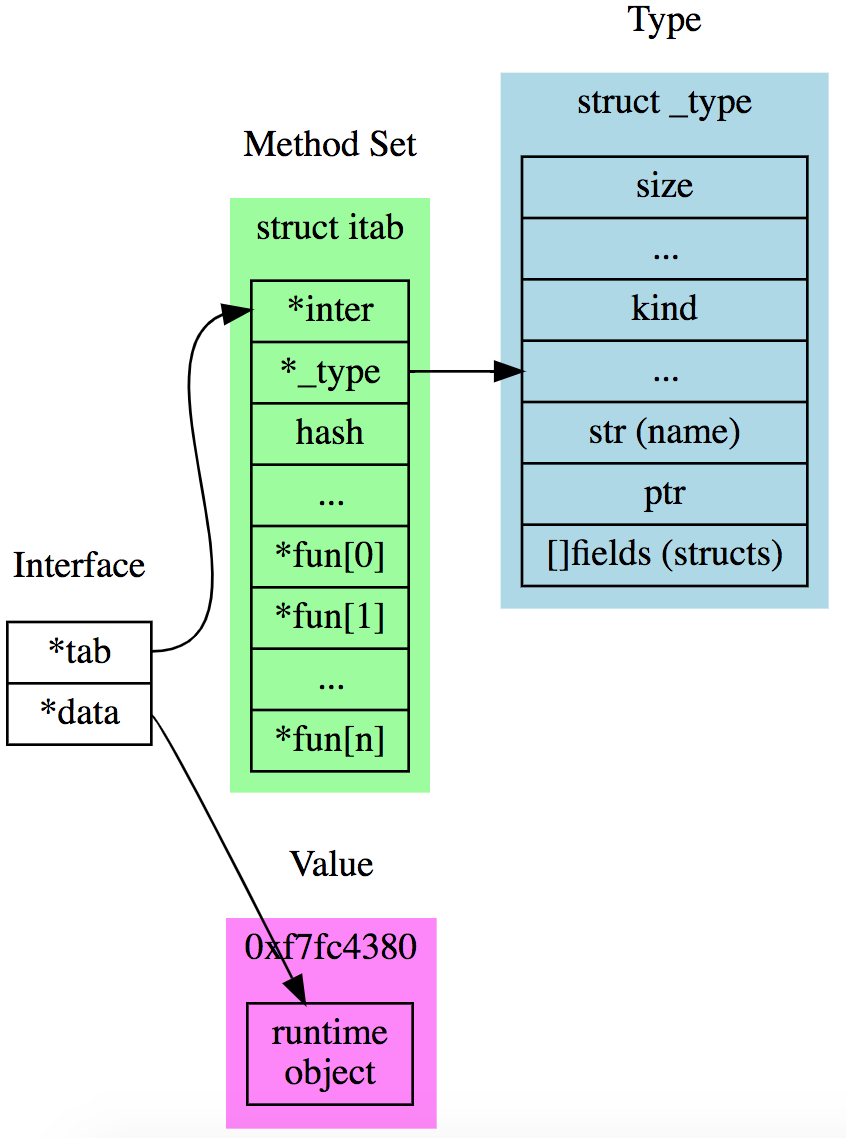 Type
struct _type
size
...
kind
...
str (name)
ptr
[]fields (structs)
Method Set
struct itab
*inter
*_type
hash
...
*fun[0]
*fun[1]
...
*fun[n]
Interface
*tab
*data
Value
0xf7fc4380
runtime
object